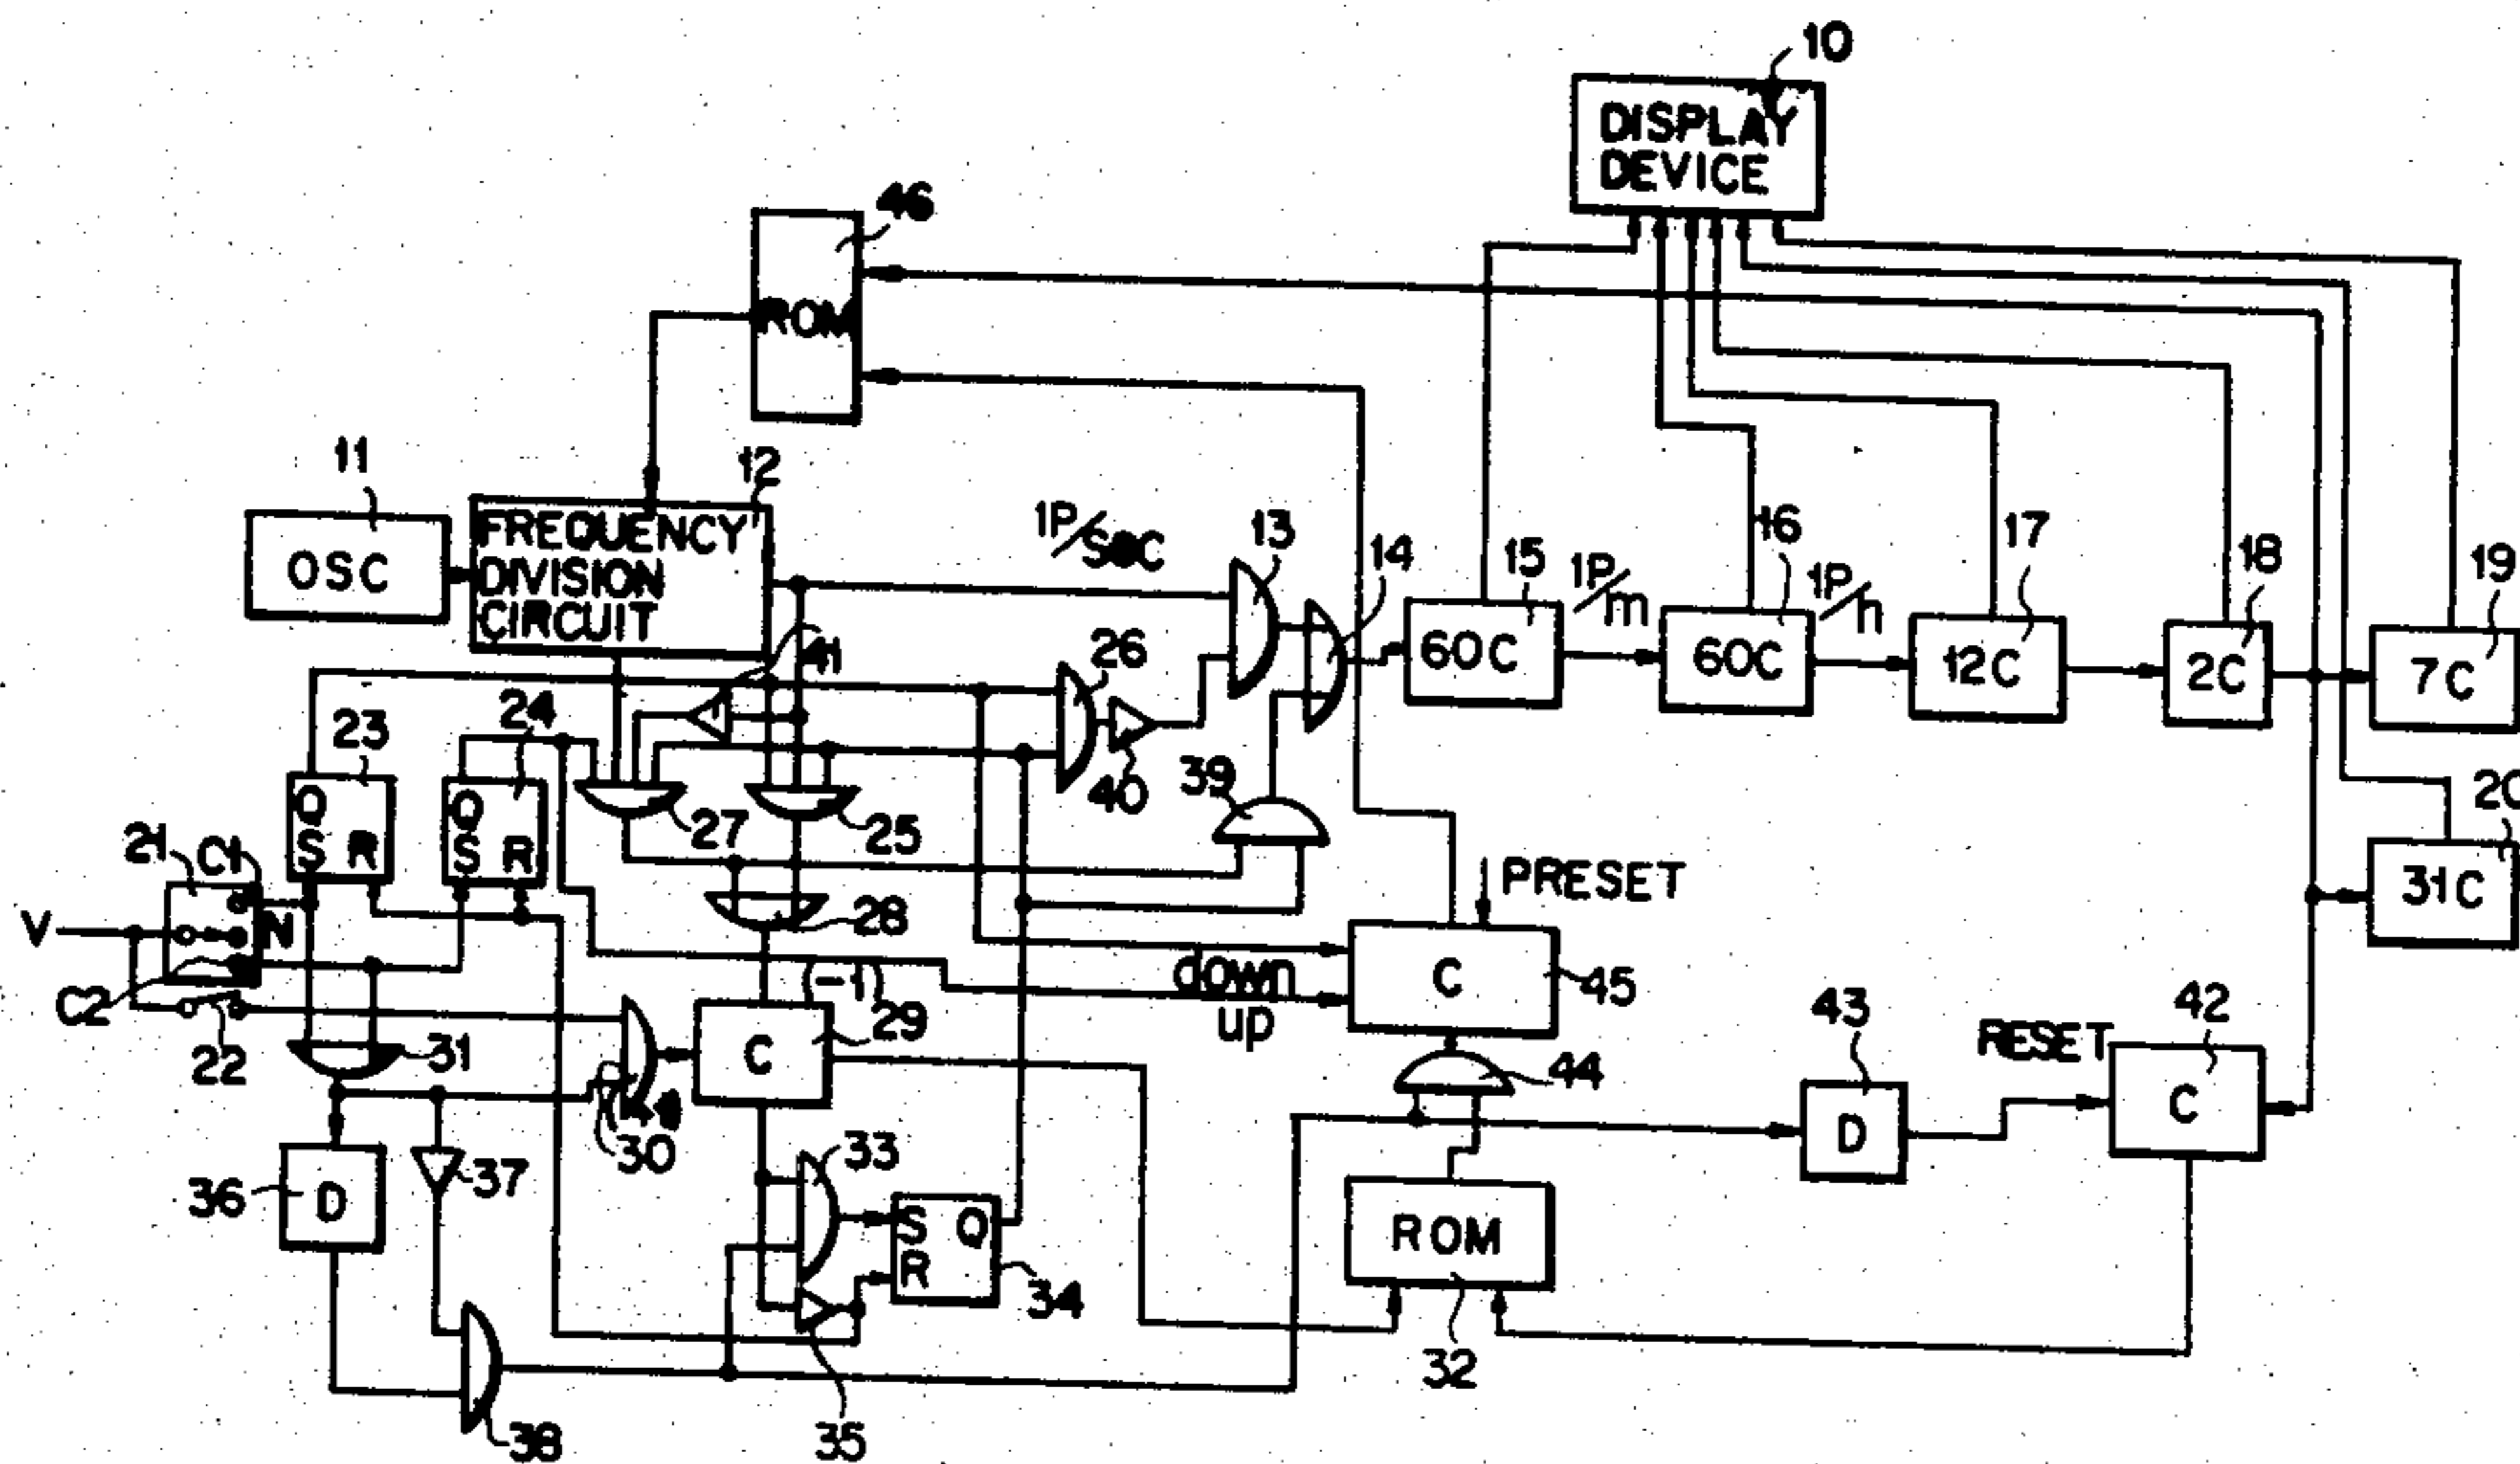 10
DISPLAY
DEVICE
46
ROM
11
12
OSC
FREQUENCY
DIVISION
CIRCUIT
1P/SEC
13
14
15
1P/m
16
1P/h
17
18
19
60C
60C
12C
2C
7C
41
26
24
23
40
39
27
25
20
31C
Q
S R
Q
S R
21
C1
N
V
C2
22
28
PRESET
down
up
C
45
-1
29
C
31
30
43
RESET
42
44
D
C
36
D
37
33
S Q
R
34
ROM
32
38
35